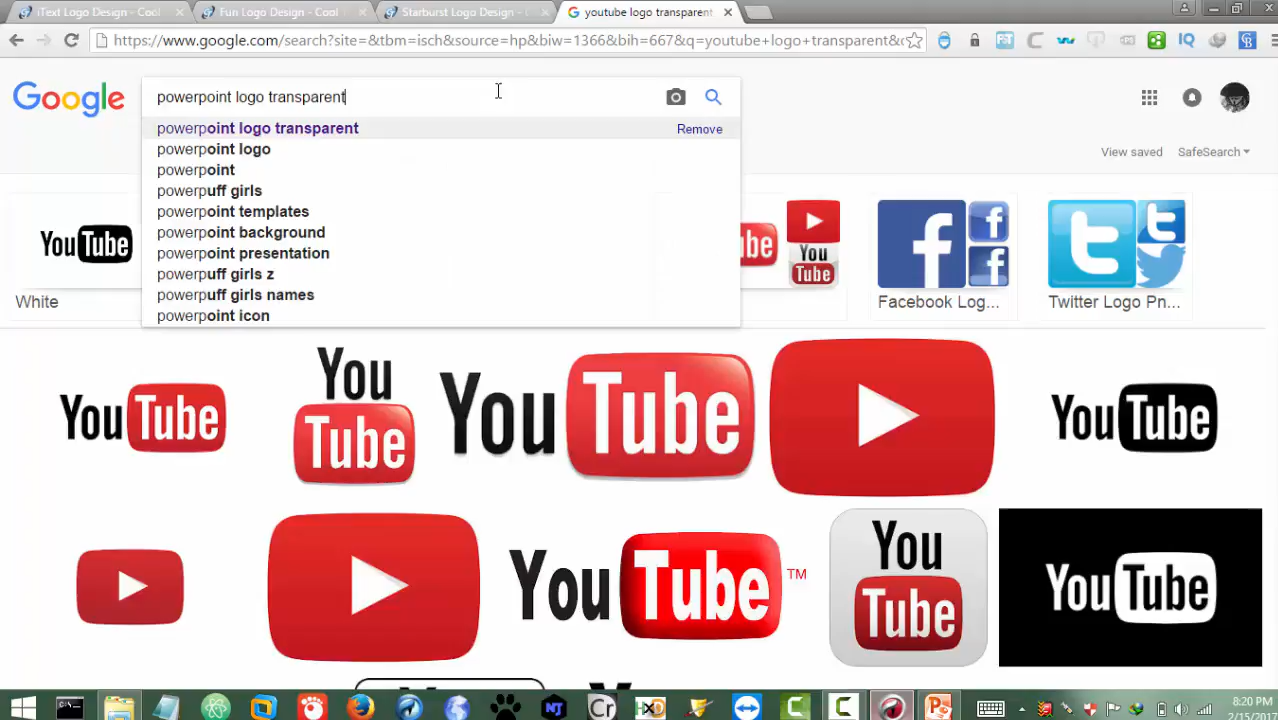 iText Logo Design - Cool
Fun Logo Design - Cool
Starburst Logo Design - C
youtube logo transparent
https://www.google.com/search?site=&tbm=isch&source=hp&biw=1366&bih=667&q=youtube+logo+transparent&
Google
powerpoint logo transparent
powerpoint logo transparent
Remove
powerpoint logo
powerpoint
powerpuff girls
powerpoint templates
powerpoint background
powerpoint presentation
powerpuff girls z
powerpuff girls names
powerpoint icon
View saved
SafeSearch
YouTube
You
Tube
White
Facebook Log...
Twitter Logo Pn...
YouTube
You
Tube
YouTube
YouTube
YouTube TM
You
Tube
YouTube
8:20 PM